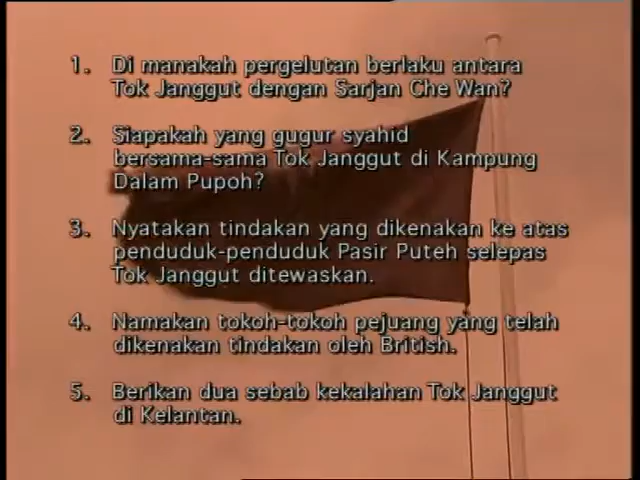 1. Di manakah pergelutan berlaku antara
Tok Janggut dengan Sarjan Che Wan?
2. Siapakah yang gugur syahid
bersama-sama Tok Janggut di Kampung
Dalam Pupoh?
3. Nyatakan tindakan yang dikenakan ke atas
penduduk-penduduk Pasir Puteh selepas
Tok Janggut ditewaskan.
4. Namakan tokoh-tokoh pejuang yang telah
dikenakan tindakan oleh British.
5. Berikan dua sebab kekalahan Tok Janggut
di Kelantan.